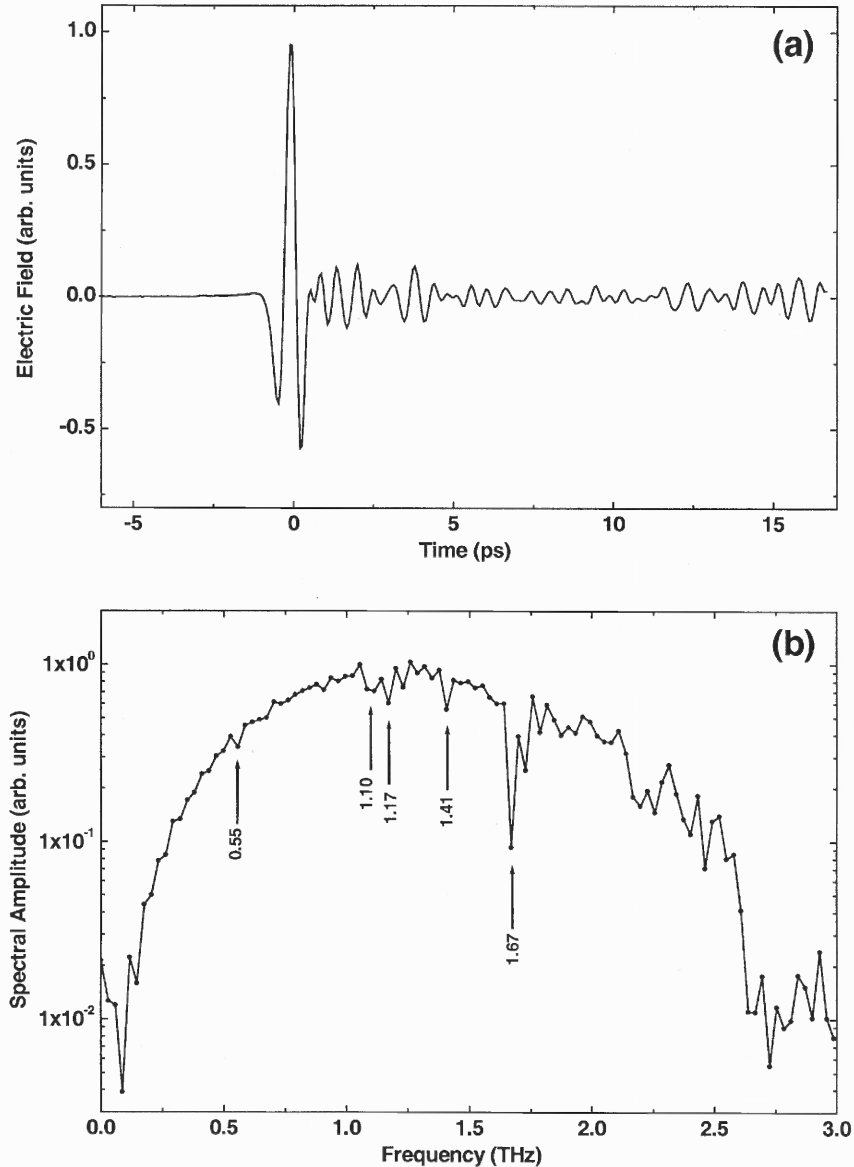 (a)
Electric Field (arb. units)
1.0
0.5
0.0
-0.5
-5
0
5
10
15
Time (ps)
(b)
Spectral Amplitude (arb. units)
1x10⁰
1x10⁻¹
1x10⁻²
0.55
1.10
1.17
1.41
1.67
0.0
0.5
1.0
1.5
2.0
2.5
3.0
Frequency (THz)